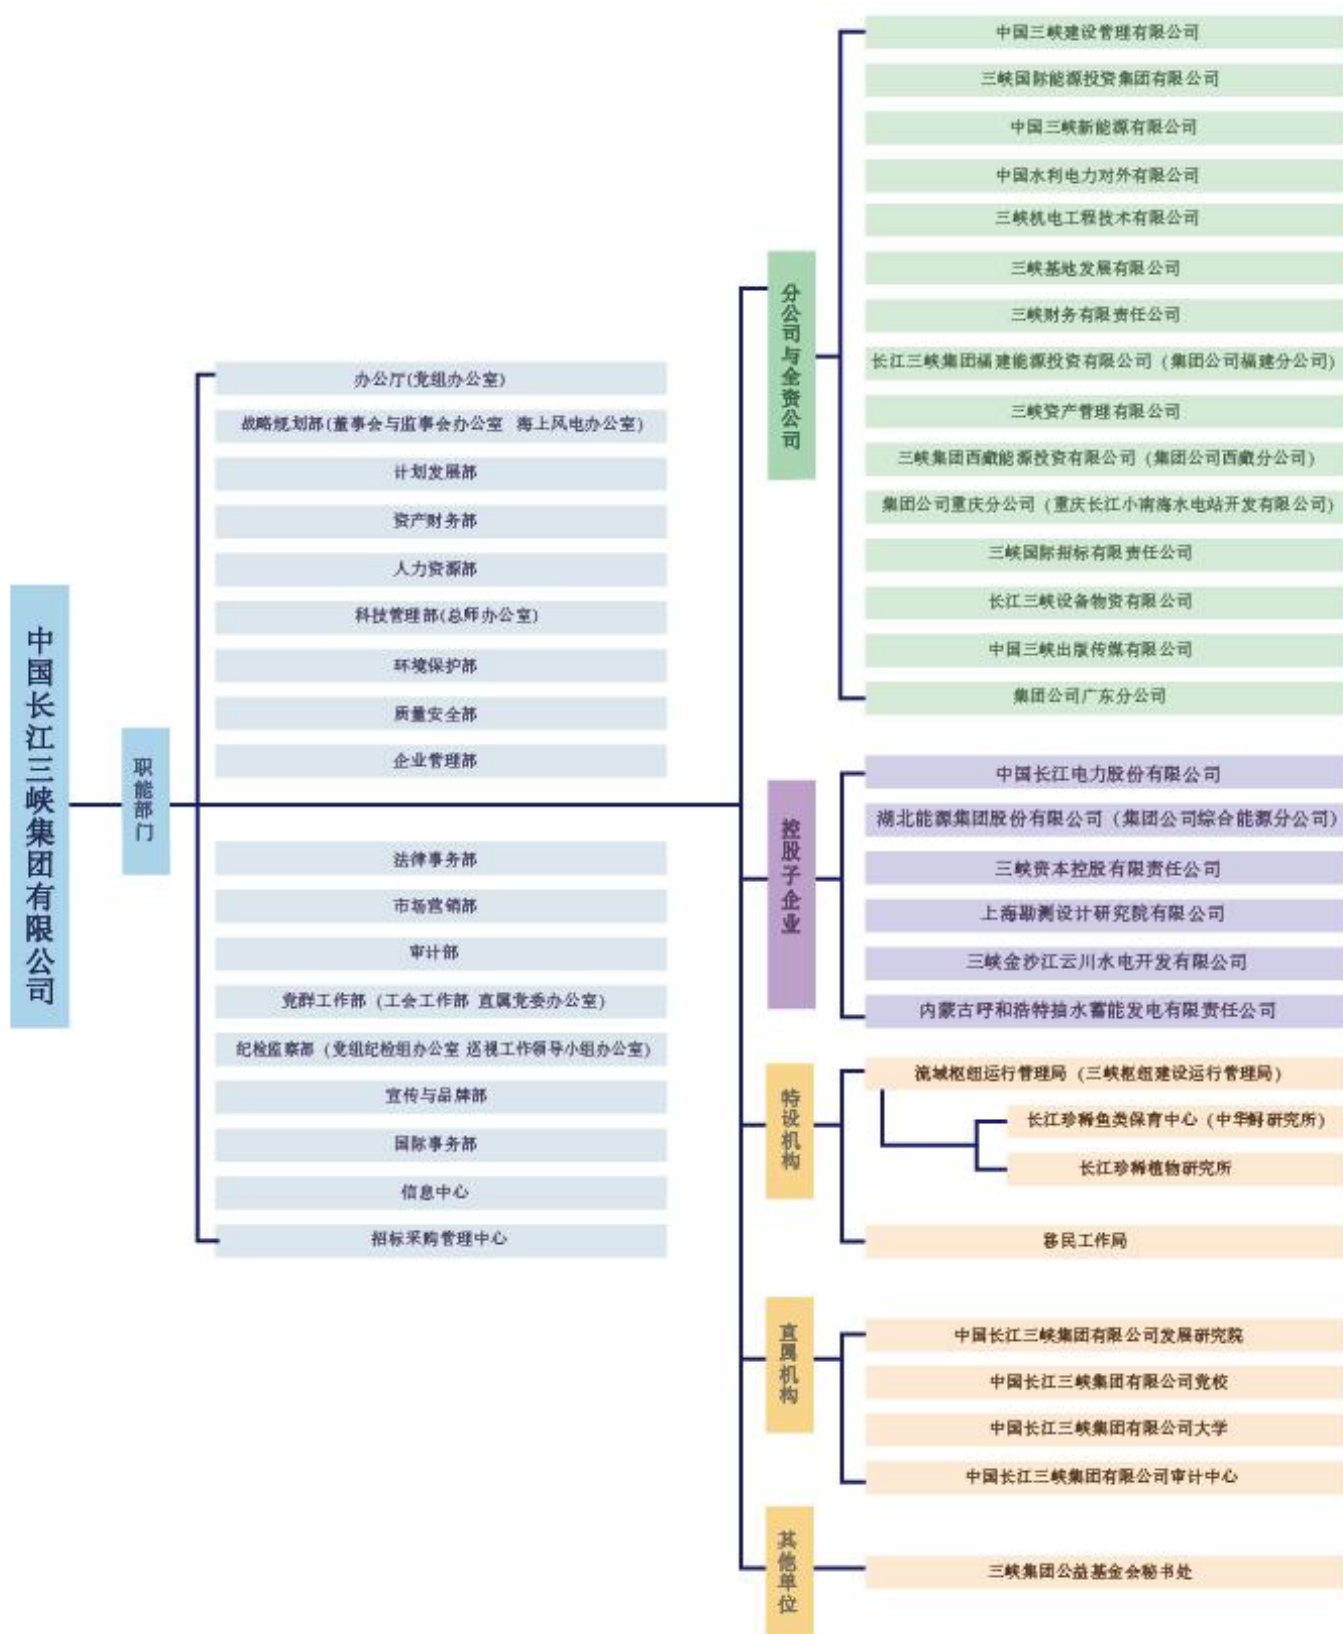 中国长江三峡集团有限公司
职能部门
办公厅(党组办公室)
战略规划部(董事会与监事会办公室 海上风电办公室)
计划发展部
资产财务部
人力资源部
科技管理部(总师办公室)
环境保护部
质量安全部
企业管理部
法律事务部
市场营销部
审计部
党群工作部（工会工作部 直属党委办公室）
纪检监察部（党组纪检组办公室 巡视工作领导小组办公室）
宣传与品牌部
国际事务部
信息中心
招标采购管理中心
分公司与全资公司
中国三峡建设管理有限公司
三峡国际能源投资集团有限公司
中国三峡新能源有限公司
中国水利电力对外有限公司
三峡机电工程技术有限公司
三峡基地发展有限公司
三峡财务有限责任公司
长江三峡集团福建能源投资有限公司（集团公司福建分公司）
三峡资产管理有限公司
三峡集团西藏能源投资有限公司（集团公司西藏分公司）
集团公司重庆分公司（重庆长江小南海水电站开发有限公司）
三峡国际招标有限责任公司
长江三峡设备物资有限公司
中国三峡出版传媒有限公司
集团公司广东分公司
控股子企业
中国长江电力股份有限公司
湖北能源集团股份有限公司（集团公司综合能源分公司）
三峡资本控股有限责任公司
上海勘测设计研究院有限公司
三峡金沙江云川水电开发有限公司
内蒙古呼和浩特抽水蓄能发电有限责任公司
特设机构
流域枢纽运行管理局（三峡枢纽建设运行管理局）
长江珍稀鱼类保育中心（中华鲟研究所）
长江珍稀植物研究所
移民工作局
直属机构
中国长江三峡集团有限公司发展研究院
中国长江三峡集团有限公司党校
中国长江三峡集团有限公司大学
中国长江三峡集团有限公司审计中心
其他单位
三峡集团公益基金会秘书处